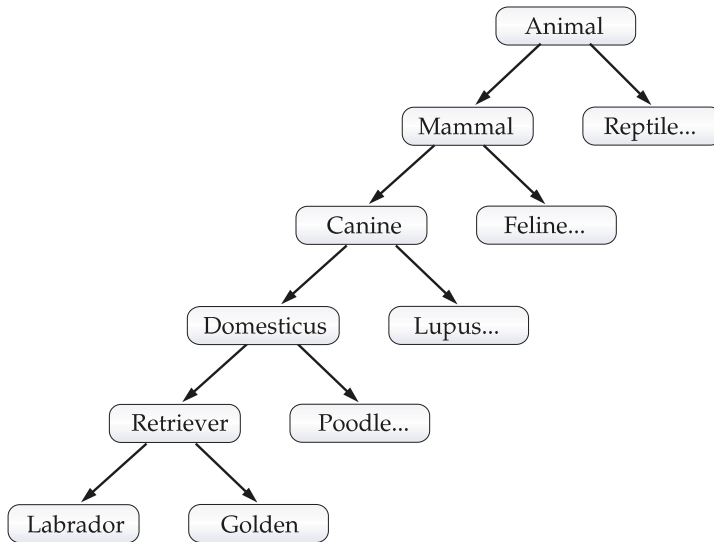 Animal
Mammal
Reptile...
Canine
Feline...
Domesticus
Lupus...
Retriever
Poodle...
Labrador
Golden